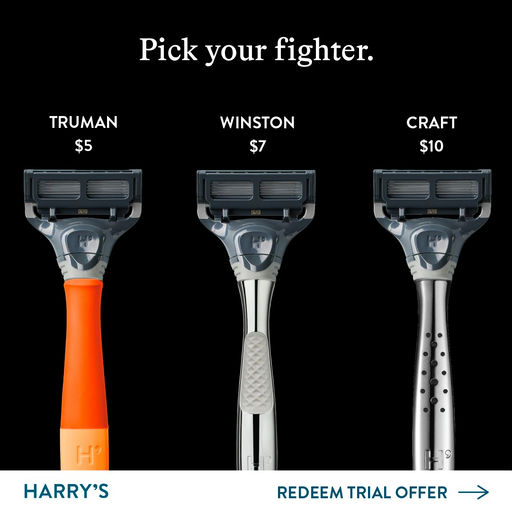 Pick your fighter.
TRUMAN
$5
WINSTON
$7
CRAFT
$10
H'
H'
H'
H'
HARRY'S
REDEEM TRIAL OFFER